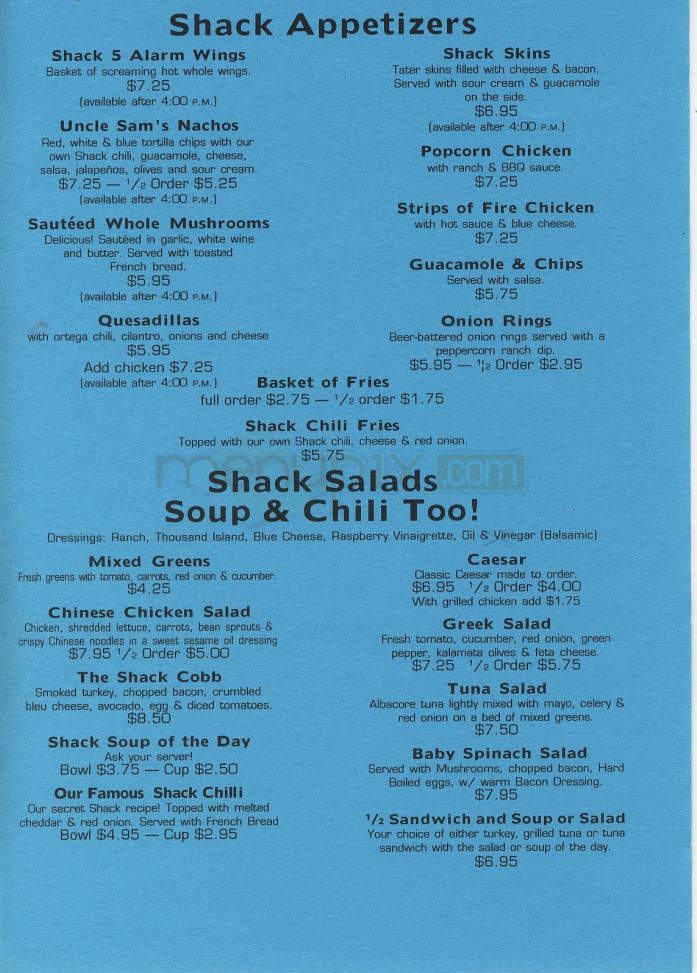 Shack Appetizers
Shack 5 Alarm Wings
Basket of screaming hot whole wings.
$7.25
(available after 4:00 P.M.)
Uncle Sam's Nachos
Red, white & blue tortilla chips with our
own Shack chili, guacamole, cheese,
salsa, jalapeños, olives and sour cream.
$7.25 — 1/2 Order $5.25
(available after 4:00 P.M.)
Sautéed Whole Mushrooms
Delicious! Sautéed in garlic, white wine
and butter. Served with toasted
French bread.
$5.95
(available after 4:00 P.M.)
Quesadillas
with ortega chili, cilantro, onions and cheese
$5.95
Add chicken $7.25
(available after 4:00 P.M.)
Shack Skins
Tater skins filled with cheese & bacon.
Served with sour cream & guacamole
on the side.
$6.95
(available after 4:00 P.M.)
Popcorn Chicken
with ranch & BBQ sauce.
$7.25
Strips of Fire Chicken
with hot sauce & blue cheese.
$7.25
Guacamole & Chips
Served with salsa.
$5.75
Onion Rings
Beer-battered onion rings served with a
peppercorn ranch dip.
$5.95 — 1/2 Order $2.95
Basket of Fries
full order $2.75 — 1/2 order $1.75
Shack Chili Fries
Topped with our own Shack chili, cheese & red onion.
$5.75
menupix.com
Shack Salads
Soup & Chili Too!
Dressings: Ranch, Thousand Island, Blue Cheese, Raspberry Vinaigrette, Oil & Vinegar (Balsamic)
Mixed Greens
Fresh greens with tomato, carrots, red onion & cucumber.
$4.25
Chinese Chicken Salad
Chicken, shredded lettuce, carrots, bean sprouts &
crispy Chinese noodles in a sweet sesame oil dressing
$7.95 1/2 Order $5.00
The Shack Cobb
Smoked turkey, chopped bacon, crumbled
bleu cheese, avocado, egg & diced tomatoes.
$8.50
Shack Soup of the Day
Ask your server!
Bowl $3.75 — Cup $2.50
Our Famous Shack Chilli
Our secret Shack recipe! Topped with melted
cheddar & red onion. Served with French Bread
Bowl $4.95 — Cup $2.95
Caesar
Classic Caesar made to order.
$6.95 1/2 Order $4.00
With grilled chicken add $1.75
Greek Salad
Fresh tomato, cucumber, red onion, green
pepper, kalamata olives & feta cheese.
$7.25 1/2 Order $5.75
Tuna Salad
Albacore tuna lightly mixed with mayo, celery &
red onion on a bed of mixed greens.
$7.50
Baby Spinach Salad
Served with Mushrooms, chopped bacon, Hard
Boiled eggs, w/ warm Bacon Dressing.
$7.95
1/2 Sandwich and Soup or Salad
Your choice of either turkey, grilled tuna or tuna
sandwich with the salad or soup of the day.
$6.95